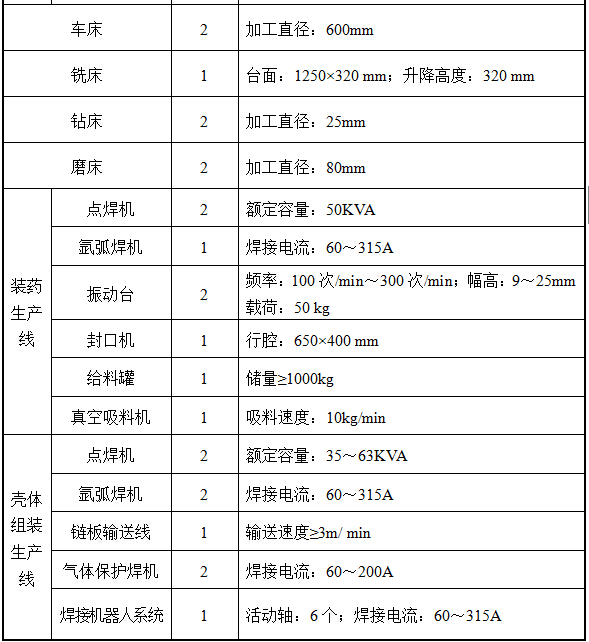 车床 2 加工直径：600mm
铣床 1 台面：1250×320 mm；升降高度：320 mm
钻床 2 加工直径：25mm
磨床 2 加工直径：80mm
装药
生产
线
点焊机 2 额定容量：50KVA
氩弧焊机 1 焊接电流：60～315A
振动台 2 频率：100 次/min～300 次/min；幅高：9～25mm
载荷：50 kg
封口机 1 行腔：650×400 mm
给料罐 1 储量≥1000kg
真空吸料机 1 吸料速度：10kg/min
壳体
组装
生产
线
点焊机 2 额定容量：35～63KVA
氩弧焊机 2 焊接电流：60～315A
链板输送线 1 输送速度≥3m/ min
气体保护焊机 2 焊接电流：60～200A
焊接机器人系统 1 活动轴：6 个；焊接电流：60～315A